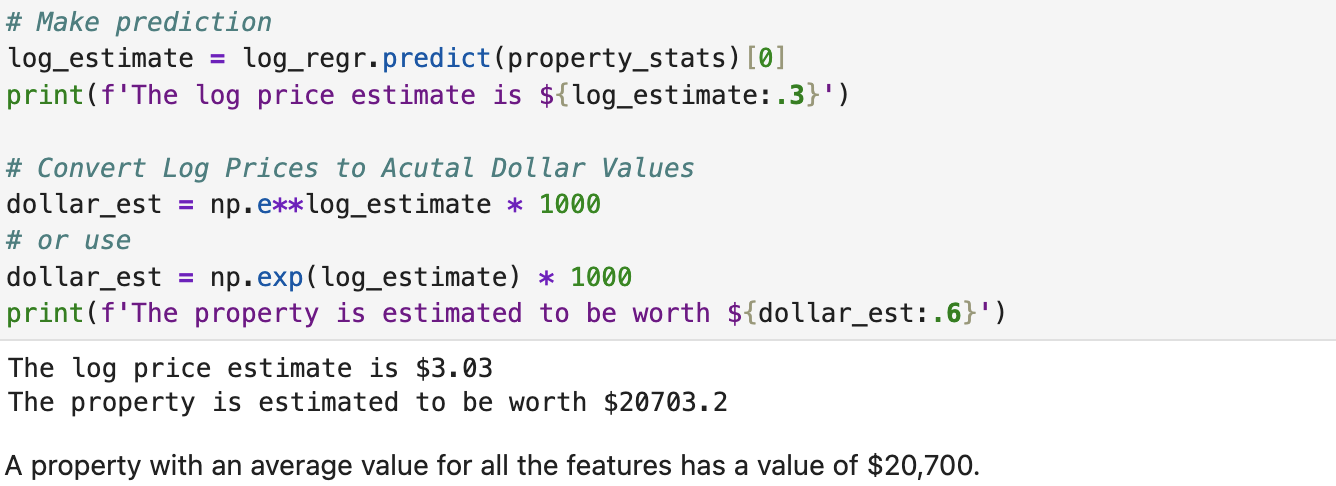 # Make prediction
log_estimate = log_regr.predict(property_stats)[0]
print(f'The log price estimate is ${log_estimate:.3}')
# Convert Log Prices to Acutal Dollar Values
dollar_est = np.e**log_estimate * 1000
# or use
dollar_est = np.exp(log_estimate) * 1000
print(f'The property is estimated to be worth ${dollar_est:.6}')
The log price estimate is $3.03
The property is estimated to be worth $20703.2
A property with an average value for all the features has a value of $20,700.